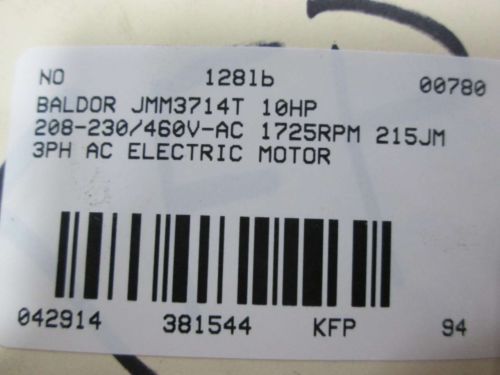 NO 128lb 00780
BALDOR JMM3714T 10HP
208-230/460V-AC 1725RPM 215JM
3PH AC ELECTRIC MOTOR
042914 381544 KFP 94